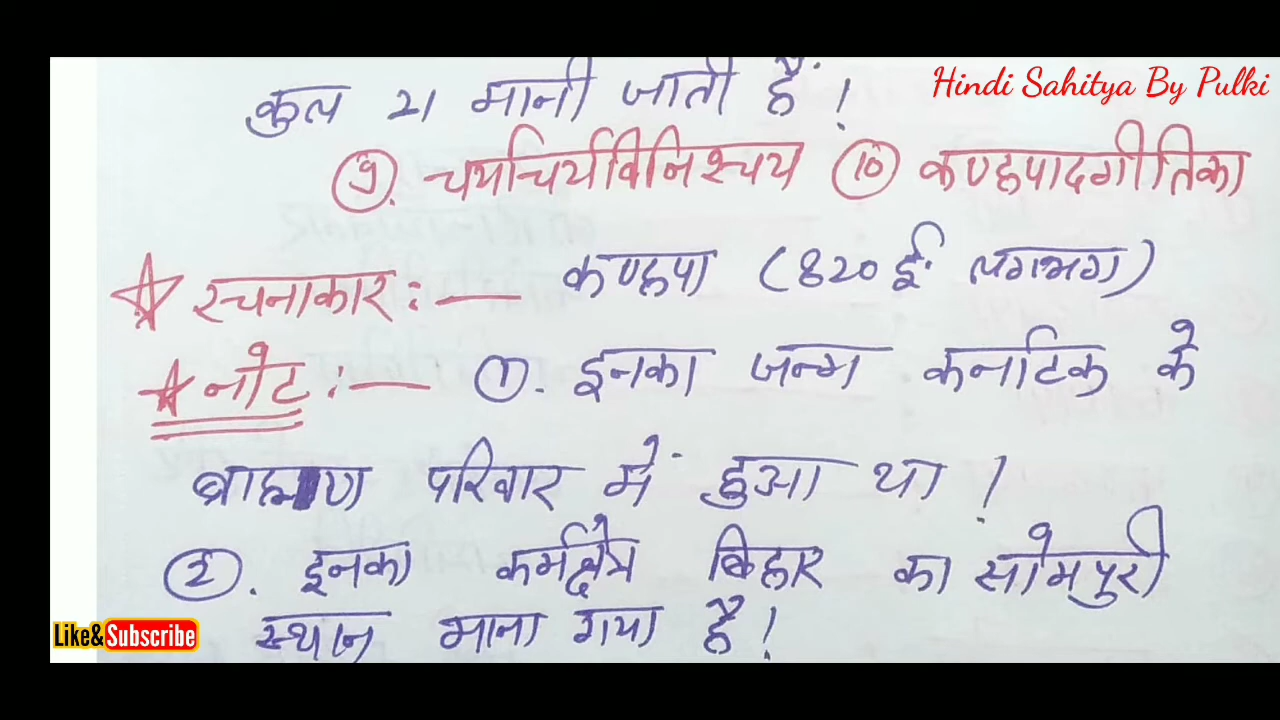 Hindi Sahitya By Pulki
कुल 21 मानी जाती हैं!
9. चर्याचर्यविनिश्चय 10 कण्हपादगीतिका
रचनाकार:— कण्हपा (820 ई. लगभग)
नोट:— 1. इनका जन्म कर्नाटक के
ब्राह्मण परिवार में हुआ था!
2. इनका कर्मक्षेत्र बिहार का सोमपुरी
स्थान माना गया है!
Like&Subscribe